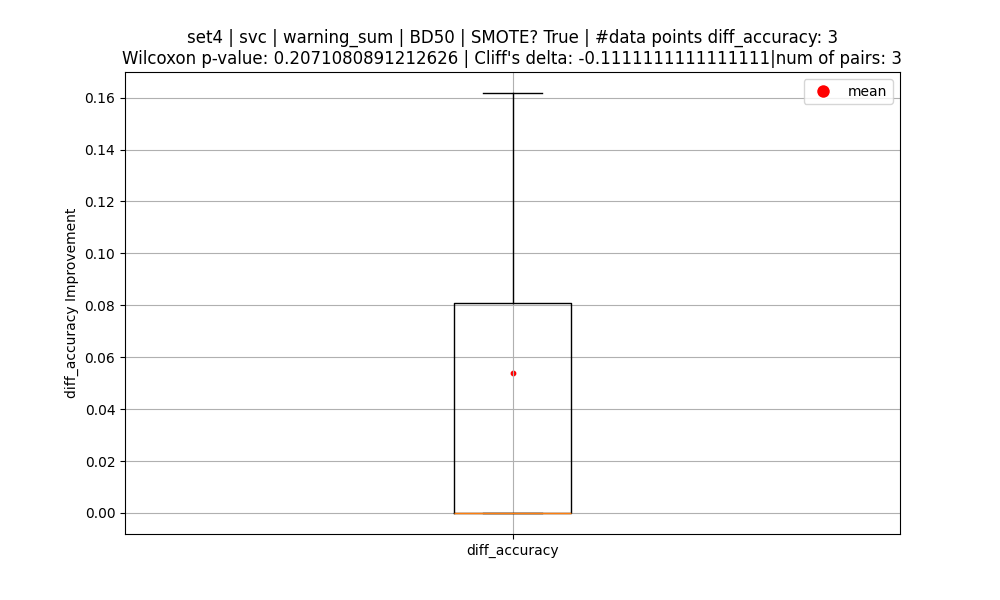 set4 | svc | warning_sum | BD50 | SMOTE? True | #data points diff_accuracy: 3
Wilcoxon p-value: 0.2071080891212626 | Cliff's delta: -0.1111111111111111|num of pairs: 3
mean
0.16
0.14
0.12
0.10
0.08
0.06
0.04
0.02
0.00
diff_accuracy Improvement
diff_accuracy